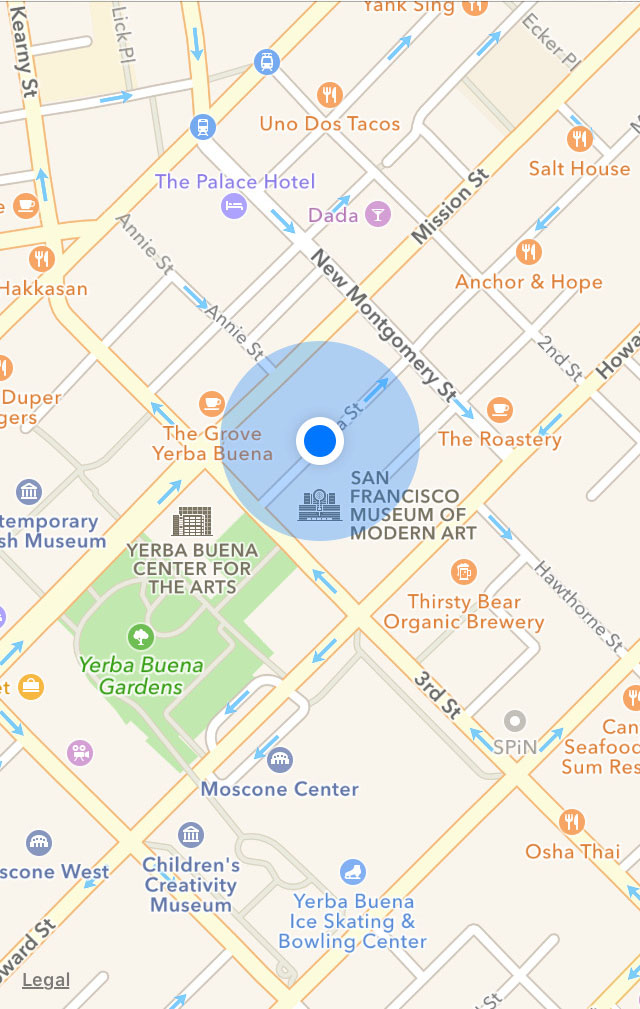 Yank Sing
Kearny St
Lick Pl
Ecker Pl
Uno Dos Tacos
Salt House
The Palace Hotel
Dada
Mission St
Annie St
Hakkasan
New Montgomery St
Anchor & Hope
Annie St
2nd St
Howa
Duper
gers
The Grove
Yerba Buena
a St
The Roastery
SAN
FRANCISCO
MUSEUM OF
MODERN ART
temporary
sh Museum
YERBA BUENA
CENTER FOR
THE ARTS
Hawthorne St
Thirsty Bear
Organic Brewery
Yerba Buena
Gardens
et
3rd St
SPiN
Can
Seafood
Sum Res
Moscone Center
Osha Thai
scone West
Children's
Creativity
Museum
Yerba Buena
Ice Skating &
Bowling Center
oward St
Legal
St